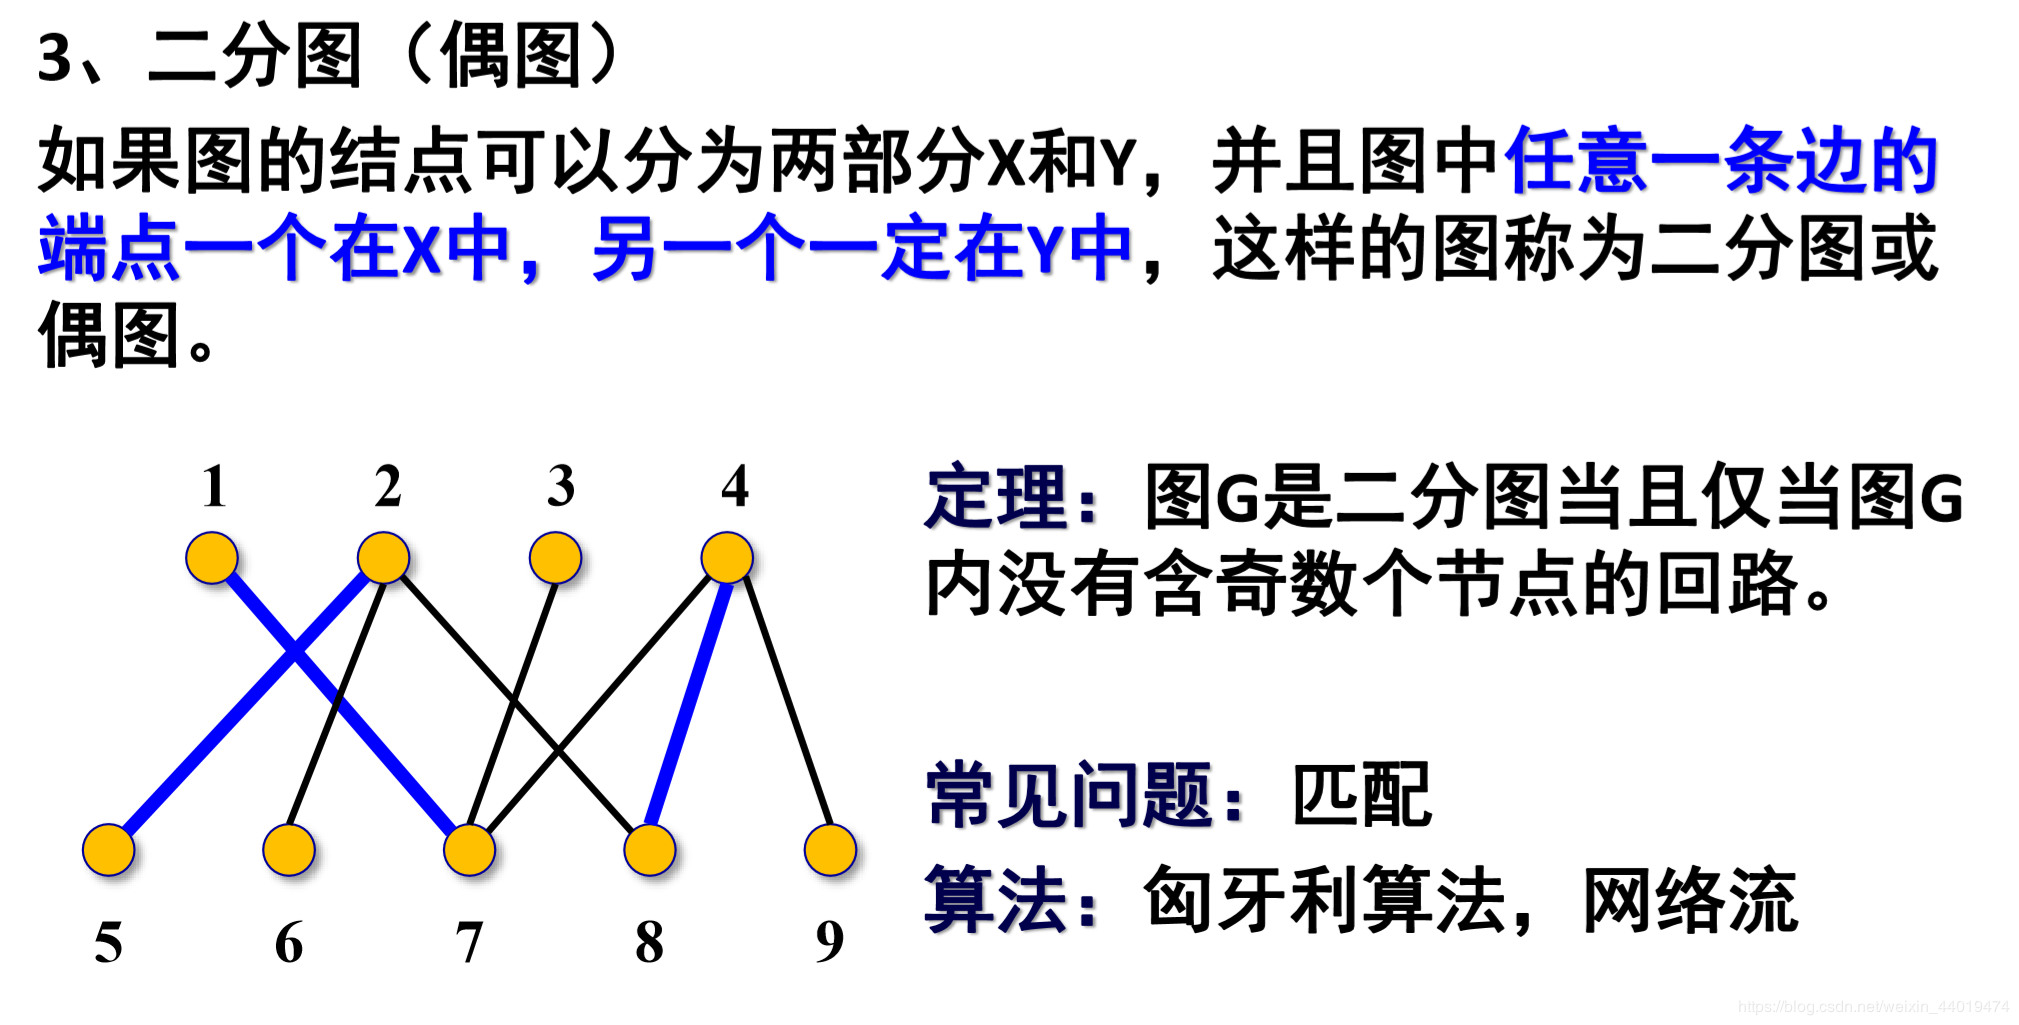 3、二分图（偶图）
如果图的结点可以分为两部分X和Y，并且图中任意一条边的
端点一个在X中，另一个一定在Y中，这样的图称为二分图或
偶图。
1 2 3 4
5 6 7 8 9
定理：图G是二分图当且仅当图G
内没有含奇数个节点的回路。
常见问题：匹配
算法：匈牙利算法，网络流
https://blog.csdn.net/weixin_44019474